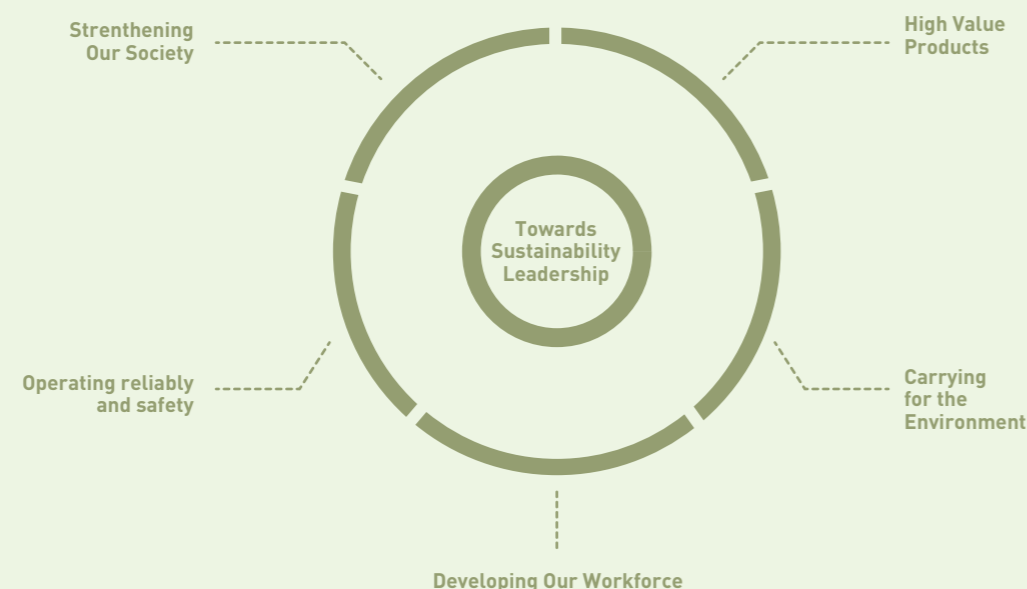 Strenthening
Our Society
High Value
Products
Towards
Sustainability
Leadership
Operating reliably
and safety
Carrying
for the
Environment
Developing Our Workforce